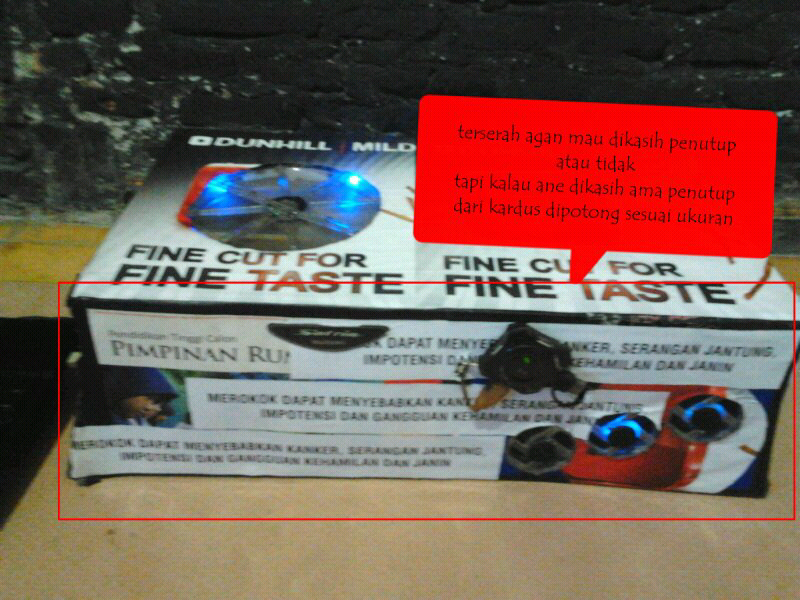 DUNHILL MILD
terserah agan mau dikasih penutup
atau tidak
tapi kalau ane dikasih ama penutup
dari kardus dipotong sesuai ukuran
FINE CUT FOR
FINE TASTE
FINE CUT FOR
FINE TASTE
Pendidikan Tinggi Calon
PIMPINAN
DAPAT MENYEB KANKER, SERANGAN JANTUNG,
IMPOTENSI DAN KEHAMILAN DAN JANIN
MEROKOK DAPAT MENYEBABKAN KANKER, SERANGAN JANTUNG,
IMPOTENSI DAN GANGGUAN KEHAMILAN DAN JANIN
MEROKOK DAPAT MENYEBABKAN KANKER, SERANGAN JANTUNG,
IMPOTENSI DAN GANGGUAN KEHAMILAN DAN JANIN